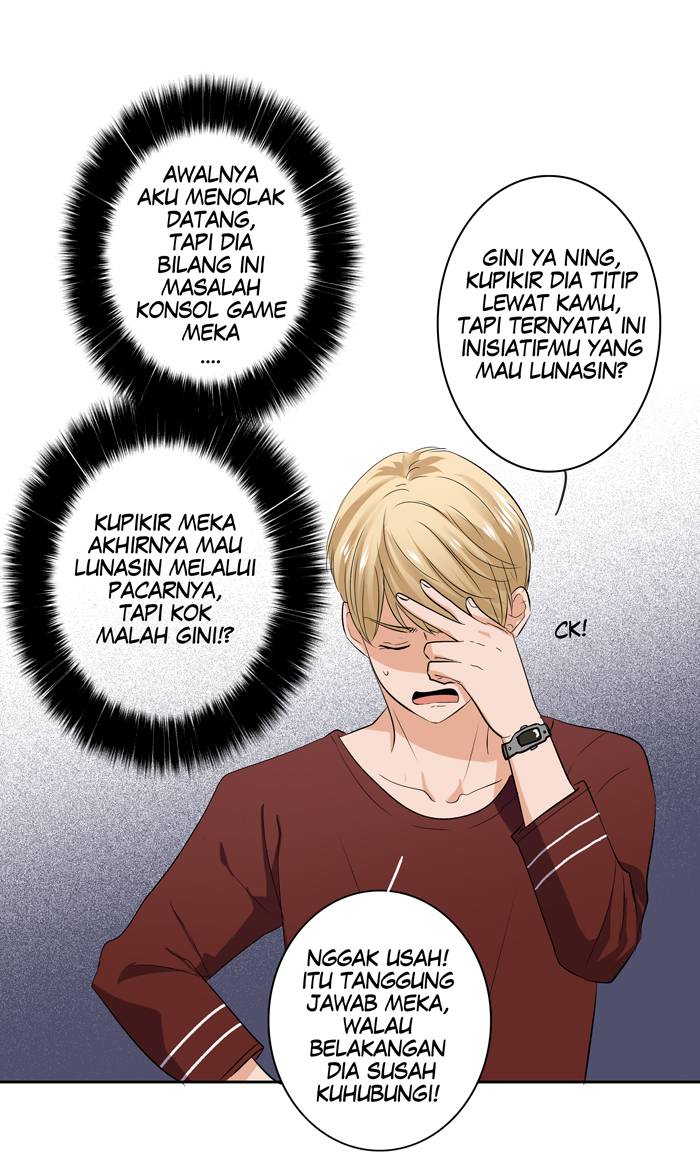 AWALNYA
AKU MENOLAK
DATANG,
TAPI DIA
BILANG INI
MASALAH
KONSOL GAME
MEKA
....
KUPIKIR MEKA
AKHIRNYA MAU
LUNASIN MELALUI
PACARNYA,
TAPI KOK
MALAH GINI!?
GINI YA NING,
KUPIKIR DIA TITIP
LEWAT KAMU,
TAPI TERNYATA INI
INISIATIFMU YANG
MAU LUNASIN?
CK!
NGGAK USAH!
ITU TANGGUNG
JAWAB MEKA,
WALAU
BELAKANGAN
DIA SUSAH
KUHUBUNGI!